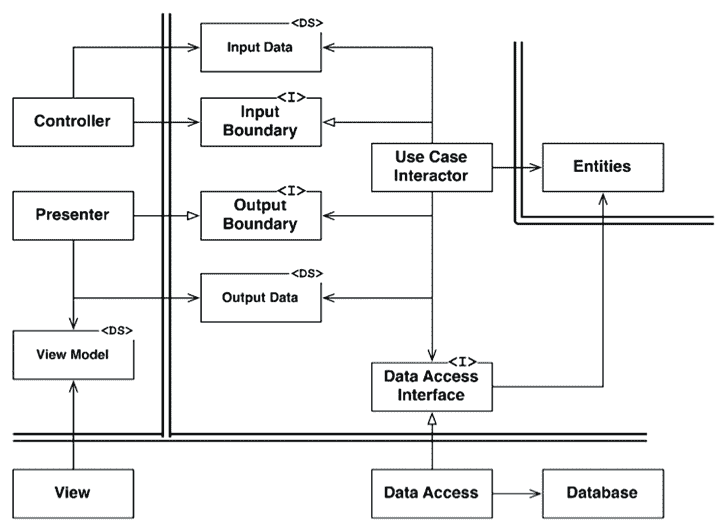 <DS>
Input Data
<I>
Controller
Input
Boundary
Use Case
Interactor
Entities
<I>
Presenter
Output
Boundary
<DS>
Output Data
<DS>
View Model
<I>
Data Access
Interface
View
Data Access
Database